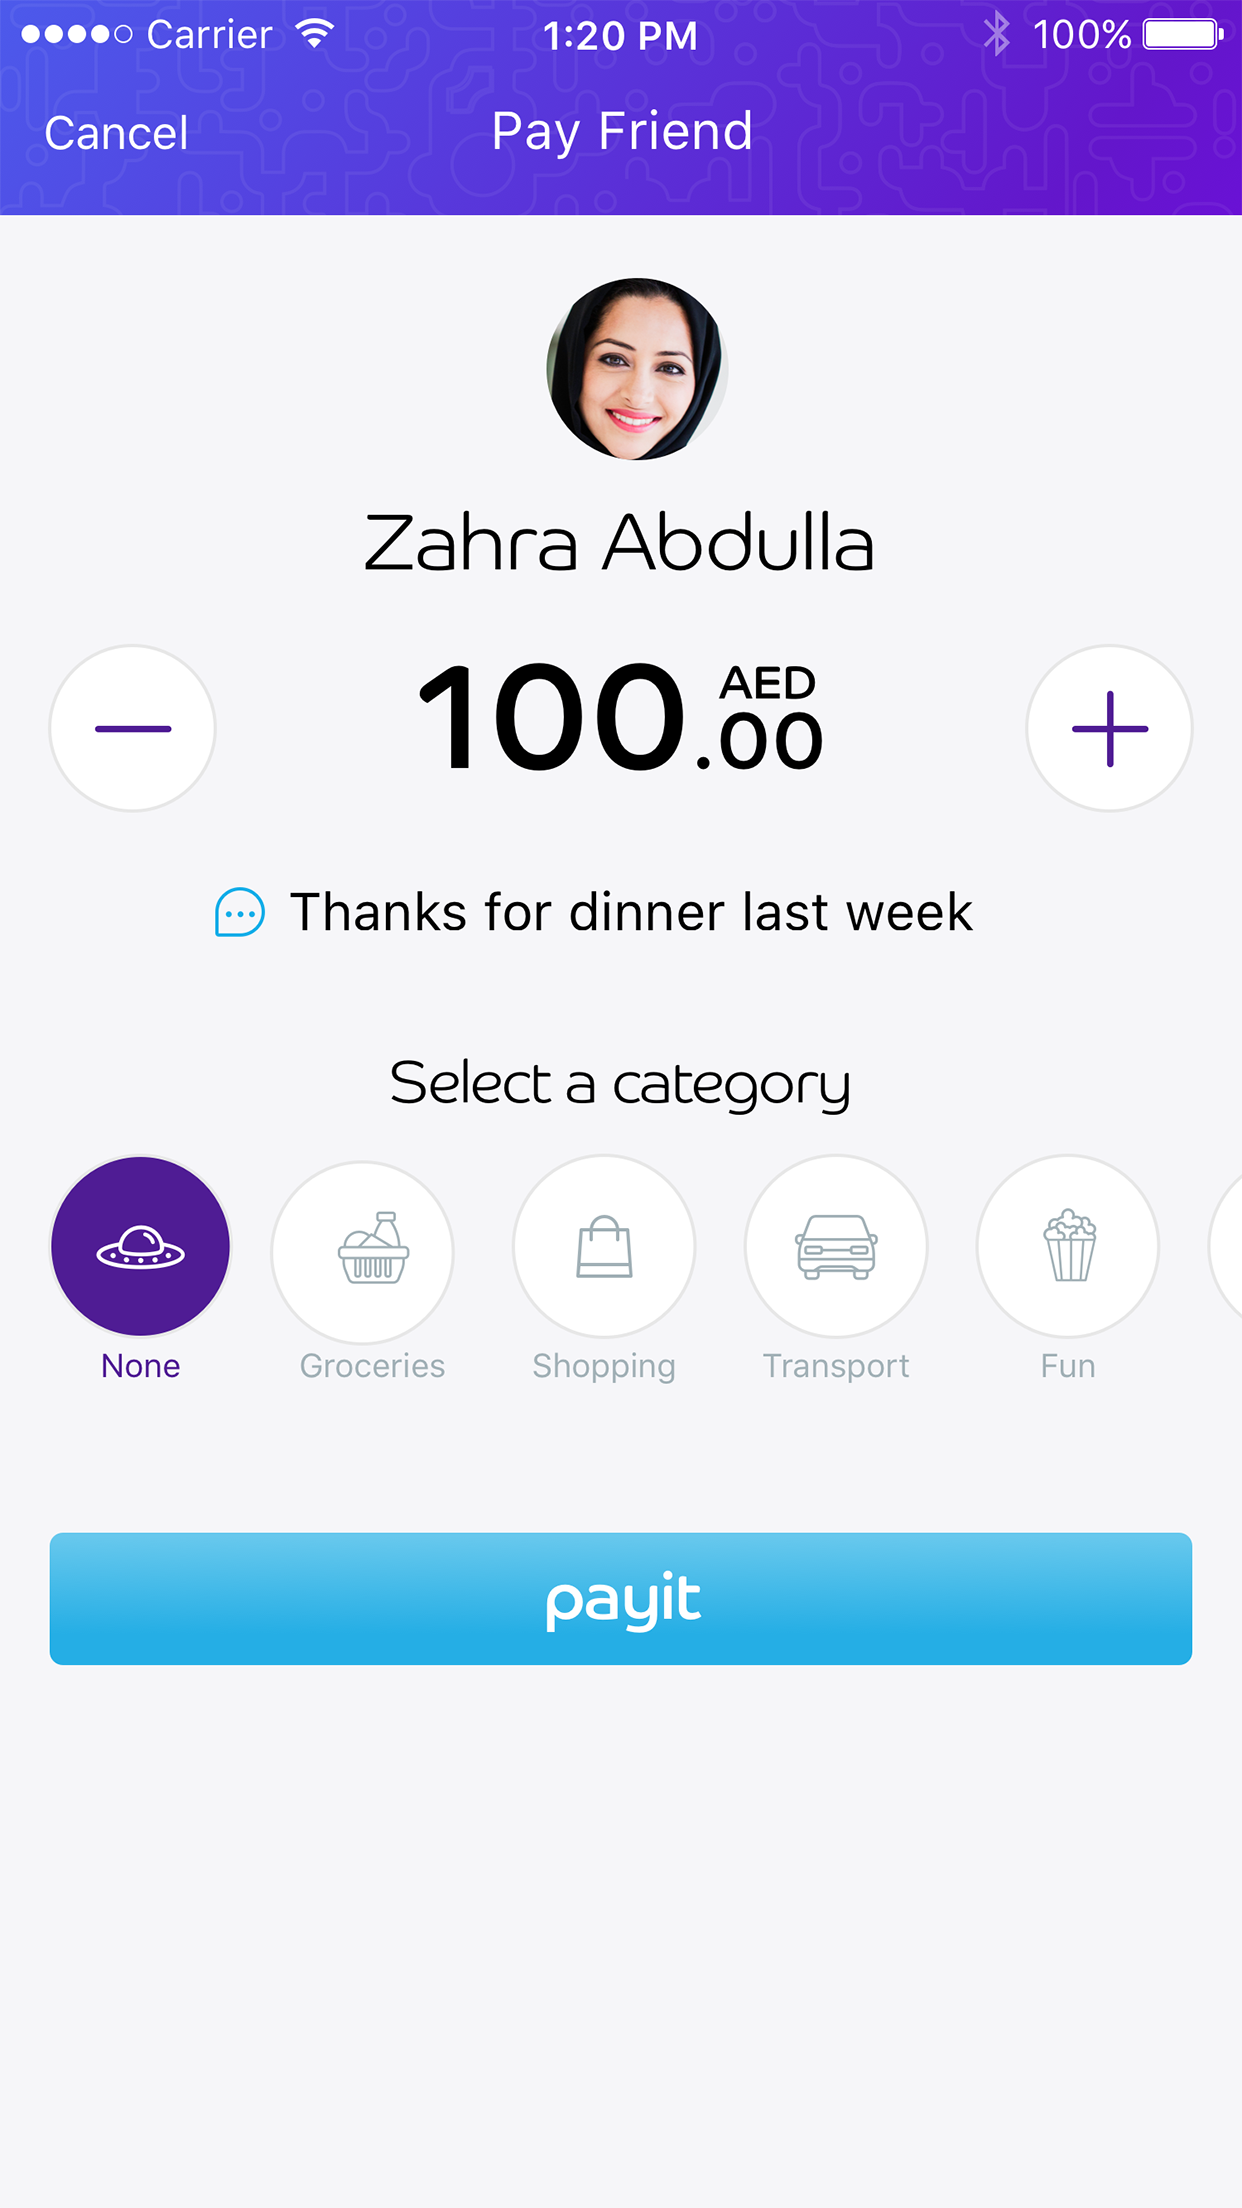 Carrier 1:20 PM 100%
Cancel Pay Friend
Zahra Abdulla
100.00 AED
Thanks for dinner last week
Select a category
None Groceries Shopping Transport Fun
payit